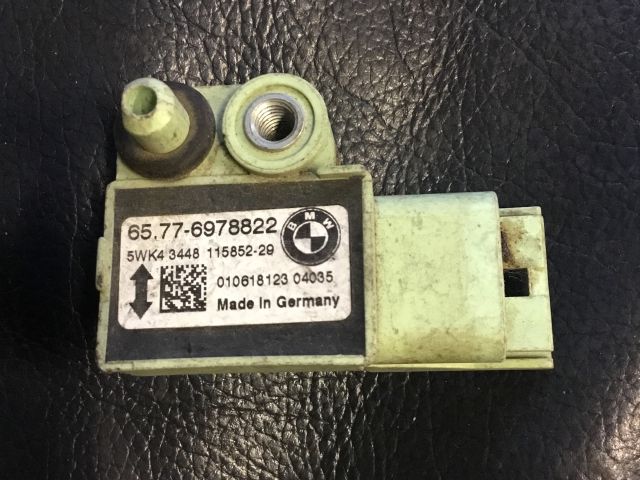 65.77-6978822
BMW
5WK4 3448 115852-29
010618123 04035
Made in Germany